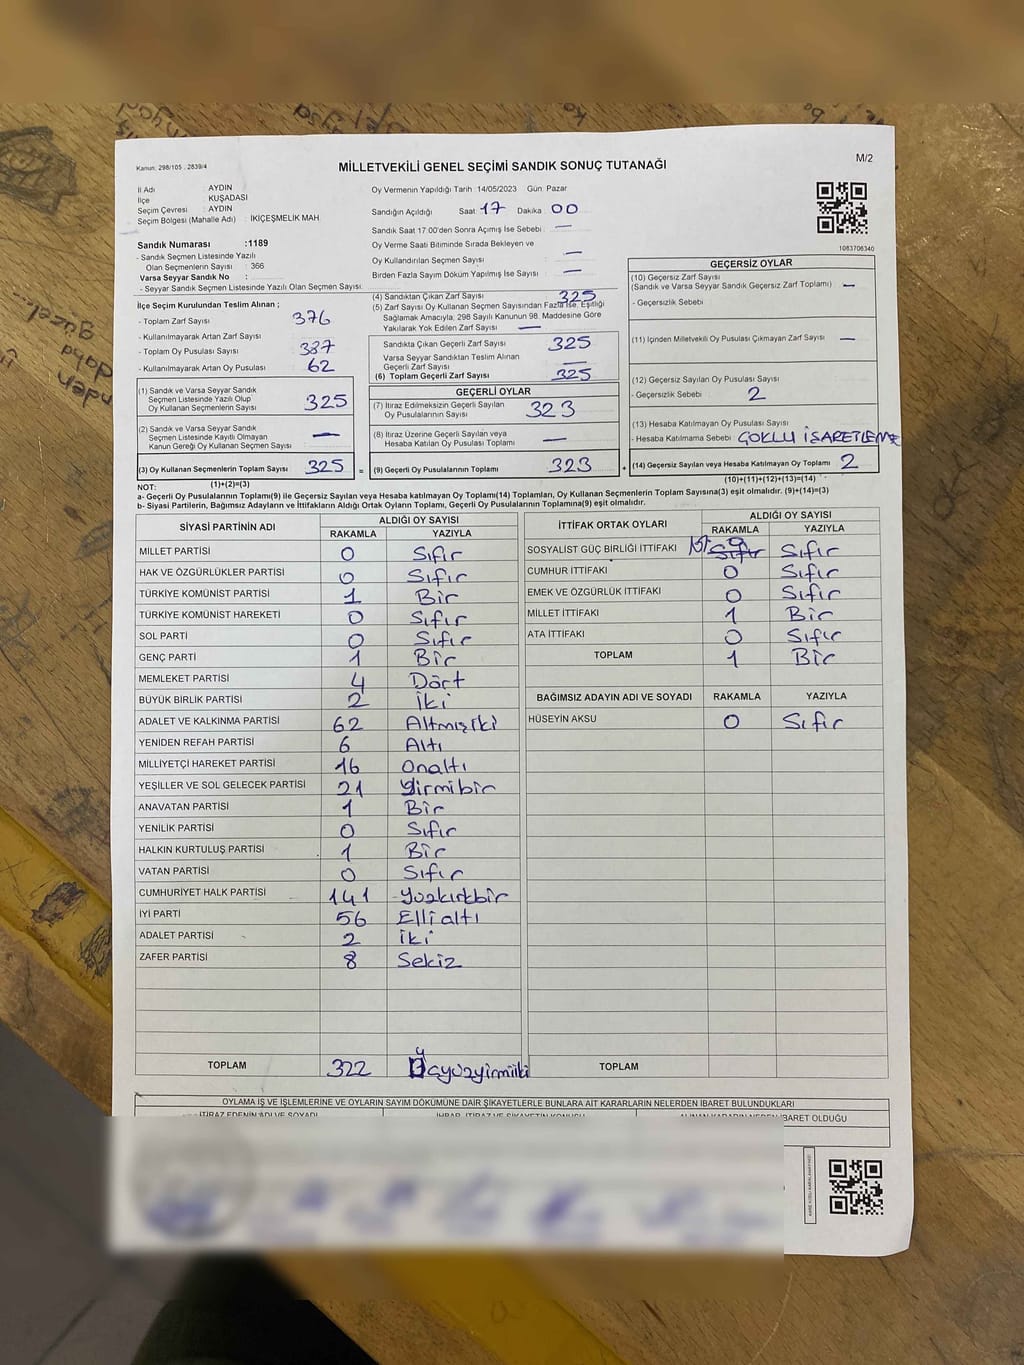 Kanun: 298/105 , 2839/4
MİLLETVEKİLİ GENEL SEÇİMİ SANDIK SONUÇ TUTANAĞI
M/2
İl Adı : AYDIN
İlçe : KUŞADASI
Seçim Çevresi : AYDIN
Seçim Bölgesi (Mahalle Adı) : İKİÇEŞMELİK MAH
Sandık Numarası :1189
- Sandık Seçmen Listesinde Yazılı
Olan Seçmenlerin Sayısı : 366
Varsa Seyyar Sandık No :
- Seyyar Sandık Seçmen Listesinde Yazılı Olan Seçmen Sayısı:
Oy Vermenin Yapıldığı Tarih : 14/05/2023 Gün: Pazar
Sandığın Açıldığı Saat 17 Dakika 00
Sandık Saat 17.00'den Sonra Açımış İse Sebebi : —
Oy Verme Saati Bitiminde Sırada Bekleyen ve
Oy Kullandırılan Seçmen Sayısı : —
Birden Fazla Sayım Döküm Yapılmış İse Sayısı : —
1083706340
İlçe Seçim Kurulundan Teslim Alınan ;
- Toplam Zarf Sayısı : 376
- Kullanılmayarak Artan Zarf Sayısı :
- Toplam Oy Pusulası Sayısı : 387
- Kullanılmayarak Artan Oy Pusulası : 62
(1) Sandık ve Varsa Seyyar Sandık
Seçmen Listesinde Yazılı Olup
Oy Kullanan Seçmenlerin Sayısı : 325
(2) Sandık ve Varsa Seyyar Sandık
Seçmen Listesinde Kayıtlı Olmayan
Kanun Gereği Oy Kullanan Seçmen Sayısı : —
(3) Oy Kullanan Seçmenlerin Toplam Sayısı : 325
(1)+(2)=(3)
(4) Sandıktan Çıkan Zarf Sayısı : 325
(5) Zarf Sayısı Oy Kullanan Seçmen Sayısından Fazla İse, Eşitliği
Sağlamak Amacıyla, 298 Sayılı Kanunun 98. Maddesine Göre
Yakılarak Yok Edilen Zarf Sayısı : —
Sandıkta Çıkan Geçerli Zarf Sayısı : 325
Varsa Seyyar Sandıktan Teslim Alınan
Geçerli Zarf Sayısı : —
(6) Toplam Geçerli Zarf Sayısı : 325
GEÇERLİ OYLAR
(7) İtiraz Edilmeksizin Geçerli Sayılan
Oy Pusulalarının Sayısı : 323
(8) İtiraz Üzerine Geçerli Sayılan veya
Hesaba Katılan Oy Pusulaları Toplamı : —
= (9) Geçerli Oy Pusulalarının Toplamı : 323
GEÇERSİZ OYLAR
(10) Geçersiz Zarf Sayısı
(Sandık ve Varsa Seyyar Sandık Geçersiz Zarf Toplamı) : —
- Geçersizlik Sebebi :
(11) İçinden Milletvekili Oy Pusulası Çıkmayan Zarf Sayısı : —
(12) Geçersiz Sayılan Oy Pusulası Sayısı :
- Geçersizlik Sebebi : 2
(13) Hesaba Katılmayan Oy Pusulası Sayısı :
- Hesaba Katılmama Sebebi : ÇOKLU İŞARETLEME
+ (14) Geçersiz Sayılan veya Hesaba Katılmayan Oy Toplamı : 2
(10)+(11)+(12)+(13)=(14)
NOT:
a- Geçerli Oy Pusulalarının Toplamı(9) ile Geçersiz Sayılan veya Hesaba katılmayan Oy Toplamı(14) Toplamları, Oy Kullanan Seçmenlerin Toplam Sayısına(3) eşit olmalıdır. (9)+(14)=(3)
b- Siyasi Partilerin, Bağımsız Adayların ve İttifakların Aldığı Ortak Oyların Toplamı, Geçerli Oy Pusulalarının Toplamına(9) eşit olmalıdır.
SİYASİ PARTİNİN ADI ALDIĞI OY SAYISI
RAKAMLA YAZIYLA
MİLLET PARTİSİ 0 Sıfır
HAK VE ÖZGÜRLÜKLER PARTİSİ 0 Sıfır
TÜRKİYE KOMÜNİST PARTİSİ 1 Bir
TÜRKİYE KOMÜNİST HAREKETİ 0 Sıfır
SOL PARTİ 0 Sıfır
GENÇ PARTİ 1 Bir
MEMLEKET PARTİSİ 4 Dört
BÜYÜK BİRLİK PARTİSİ 2 İki
ADALET VE KALKINMA PARTİSİ 62 Altmışiki
YENİDEN REFAH PARTİSİ 6 Altı
MİLLİYETÇİ HAREKET PARTİSİ 16 Onaltı
YEŞİLLER VE SOL GELECEK PARTİSİ 21 Yirmibir
ANAVATAN PARTİSİ 1 Bir
YENİLİK PARTİSİ 0 Sıfır
HALKIN KURTULUŞ PARTİSİ 1 Bir
VATAN PARTİSİ 0 Sıfır
CUMHURİYET HALK PARTİSİ 141 Yüzkırkbir
İYİ PARTİ 56 Elli altı
ADALET PARTİSİ 2 İki
ZAFER PARTİSİ 8 Sekiz
TOPLAM 322 Üçyüzyirmiiki
İTTİFAK ORTAK OYLARI ALDIĞI OY SAYISI
RAKAMLA YAZIYLA
SOSYALİST GÜÇ BİRLİĞİ İTTİFAKI 0 Sıfır
CUMHUR İTTİFAKI 0 Sıfır
EMEK VE ÖZGÜRLÜK İTTİFAKI 0 Sıfır
MİLLET İTTİFAKI 1 Bir
ATA İTTİFAKI 0 Sıfır
TOPLAM 1 Bir
BAĞIMSIZ ADAYIN ADI VE SOYADI RAKAMLA YAZIYLA
HÜSEYİN AKSU 0 Sıfır
TOPLAM
OYLAMA İŞ VE İŞLEMLERİNE VE OYLARIN SAYIM DÖKÜMÜNE DAİR ŞİKAYETLERLE BUNLARA AİT KARARLARIN NELERDEN İBARET BULUNDUKLARI
İTİRAZ EDENİN ADI VE SOYADI İHBAR, İTİRAZ VE ŞİKAYETİN KONUSU ALINAN KARARIN NEDEN İBARET OLDUĞU